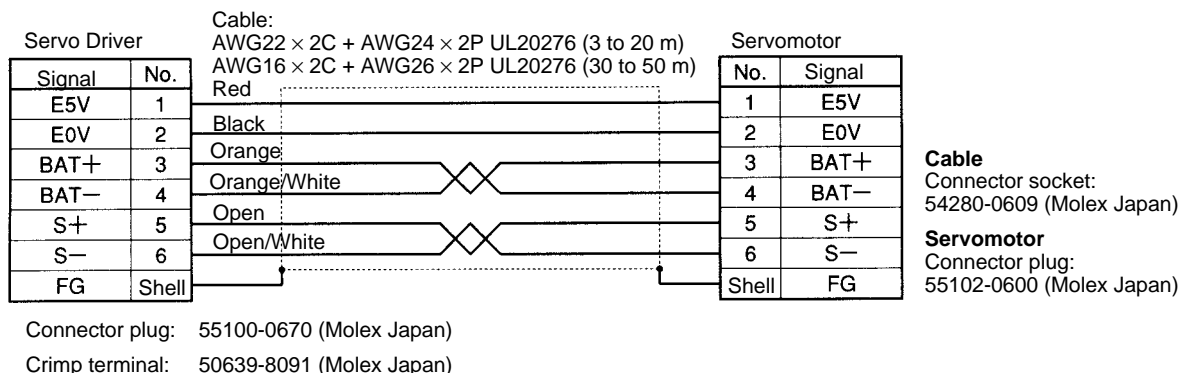 Cable:
AWG22 × 2C + AWG24 × 2P UL20276 (3 to 20 m)
AWG16 × 2C + AWG26 × 2P UL20276 (30 to 50 m)
Servo Driver
Signal No.
E5V 1
E0V 2
BAT+ 3
BAT− 4
S+ 5
S− 6
FG Shell
Red
Black
Orange
Orange/White
Open
Open/White
Servomotor
No. Signal
1 E5V
2 E0V
3 BAT+
4 BAT−
5 S+
6 S−
Shell FG
Cable
Connector socket:
54280-0609 (Molex Japan)
Servomotor
Connector plug:
55102-0600 (Molex Japan)
Connector plug: 55100-0670 (Molex Japan)
Crimp terminal: 50639-8091 (Molex Japan)